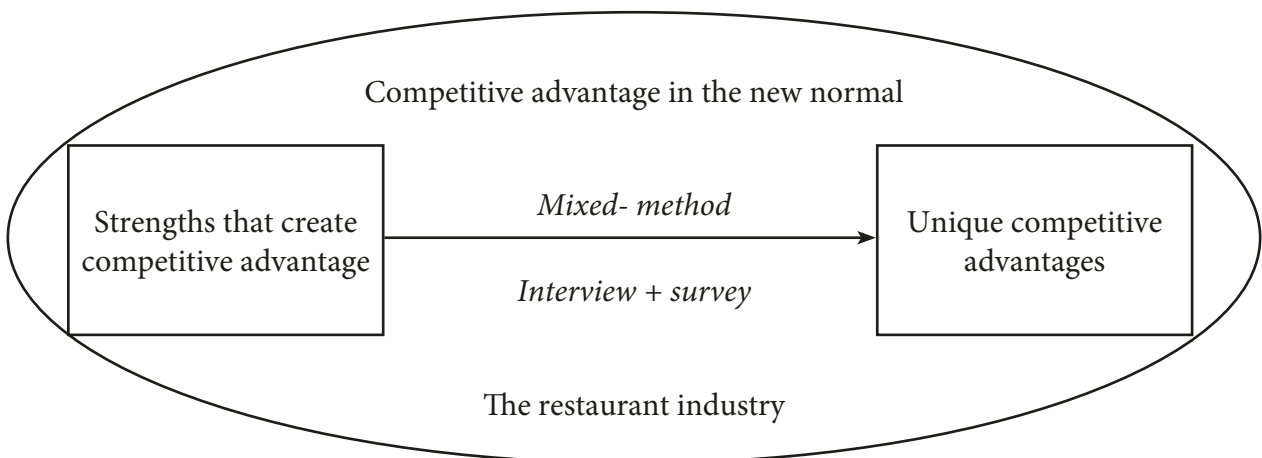 Competitive advantage in the new normal
Strengths that create
competitive advantage
Mixed- method
Interview + survey
Unique competitive
advantages
The restaurant industry